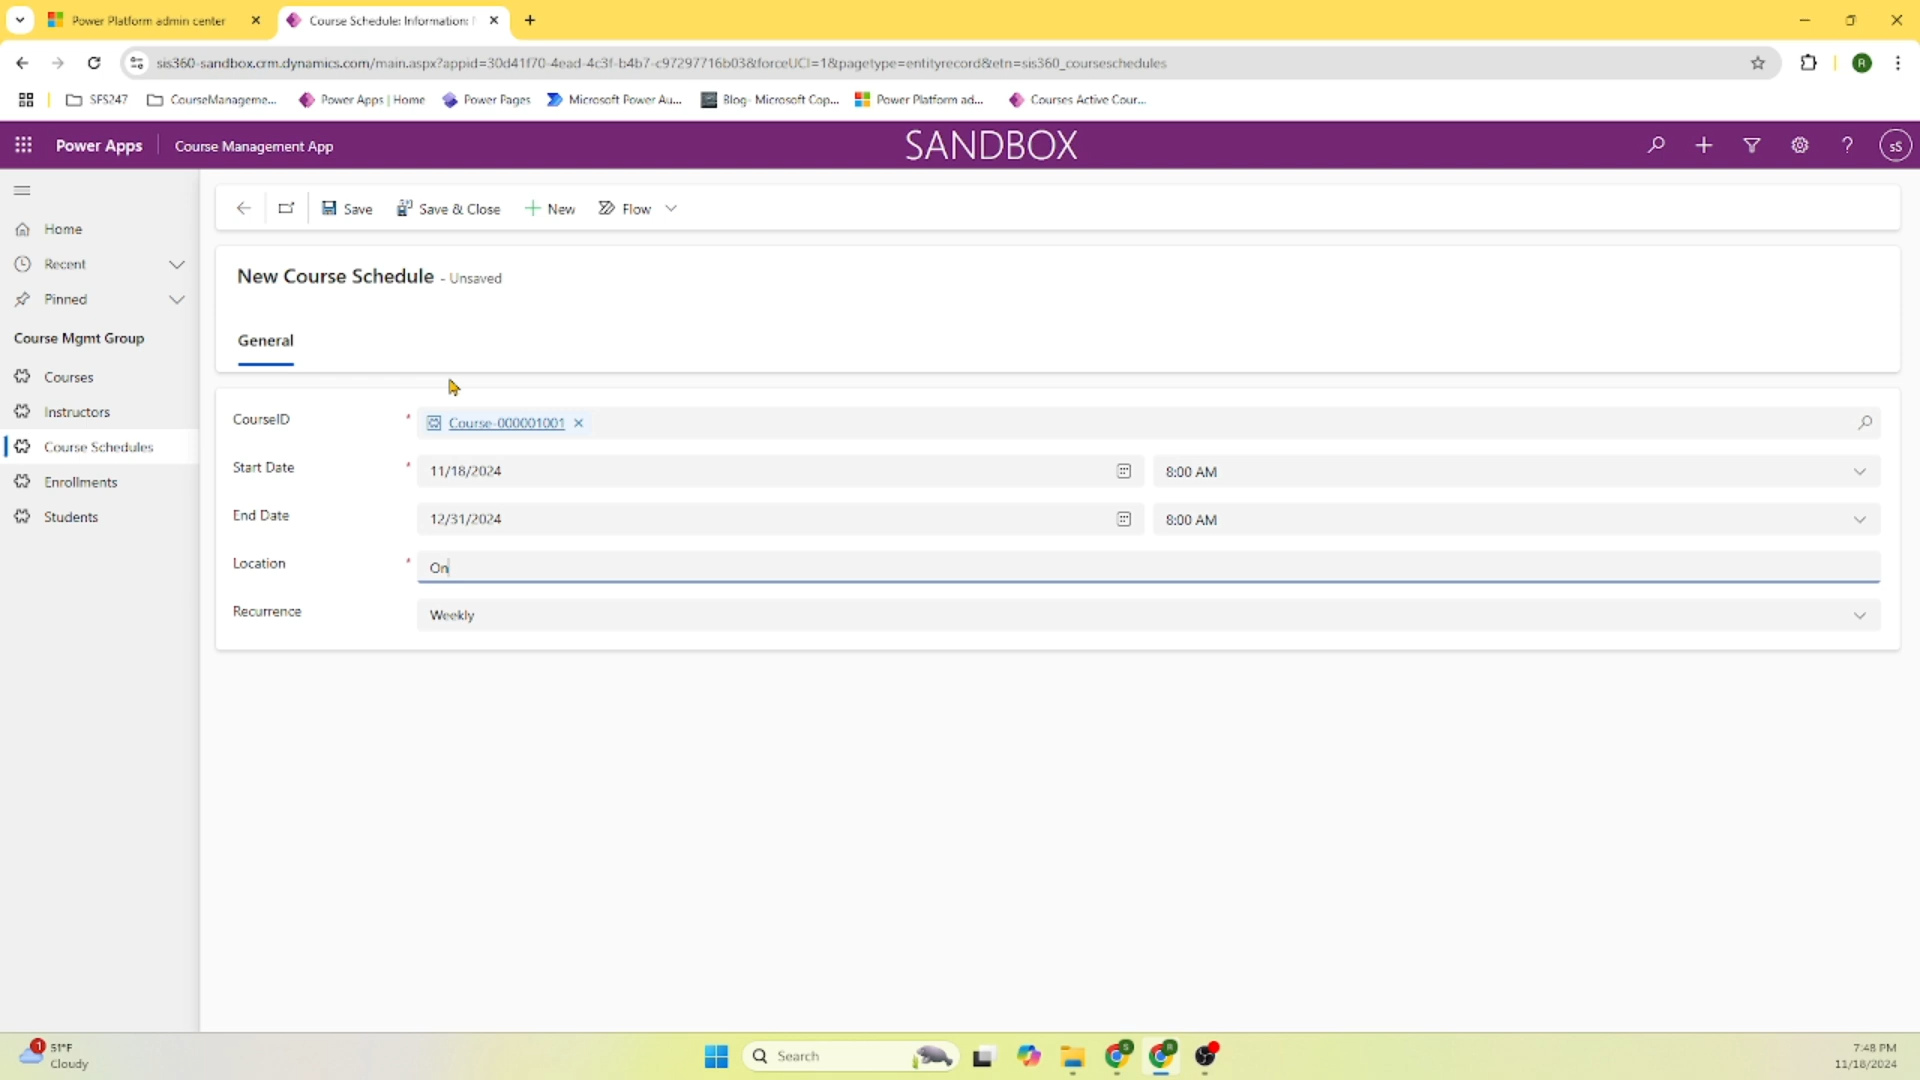 Power Platform admin center
Course Schedule: Information:
sis360-sandbox.crm.dynamics.com/main.aspx?appid=30d41f70-4ead-4c3f-b4b7-c97297716b03&forceUCI=1&pagetype=entityrecord&etn=sis360_courseschedules
R
SFS247
CourseManageme...
Power Apps | Home
Power Pages
Microsoft Power Au...
Blog- Microsoft Cop...
Power Platform ad...
Courses Active Cour...
Power Apps
Course Management App
SANDBOX
sS
Save
Save & Close
New
Flow
Home
Recent
Pinned
Course Mgmt Group
Courses
Instructors
Course Schedules
Enrollments
Students
New Course Schedule - Unsaved
General
CourseID * Course-000001001
Start Date * 11/18/2024 8:00 AM
End Date 12/31/2024 8:00 AM
Location * On
Recurrence Weekly
1
51°F
Cloudy
Search
S
R
7:48 PM
11/18/2024